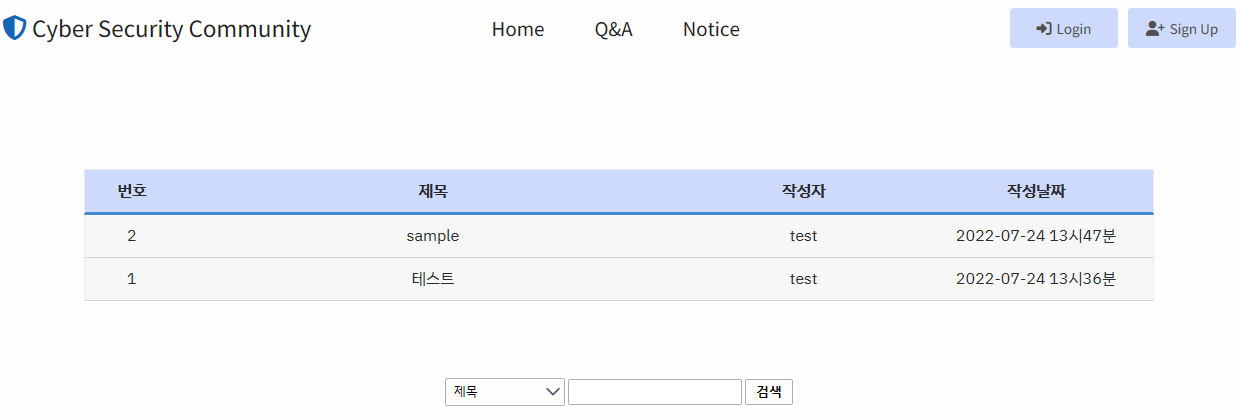 Cyber Security Community Home Q&A Notice Login Sign Up
번호 제목 작성자 작성날짜
2 sample test 2022-07-24 13시47분
1 테스트 test 2022-07-24 13시36분
제목 검색